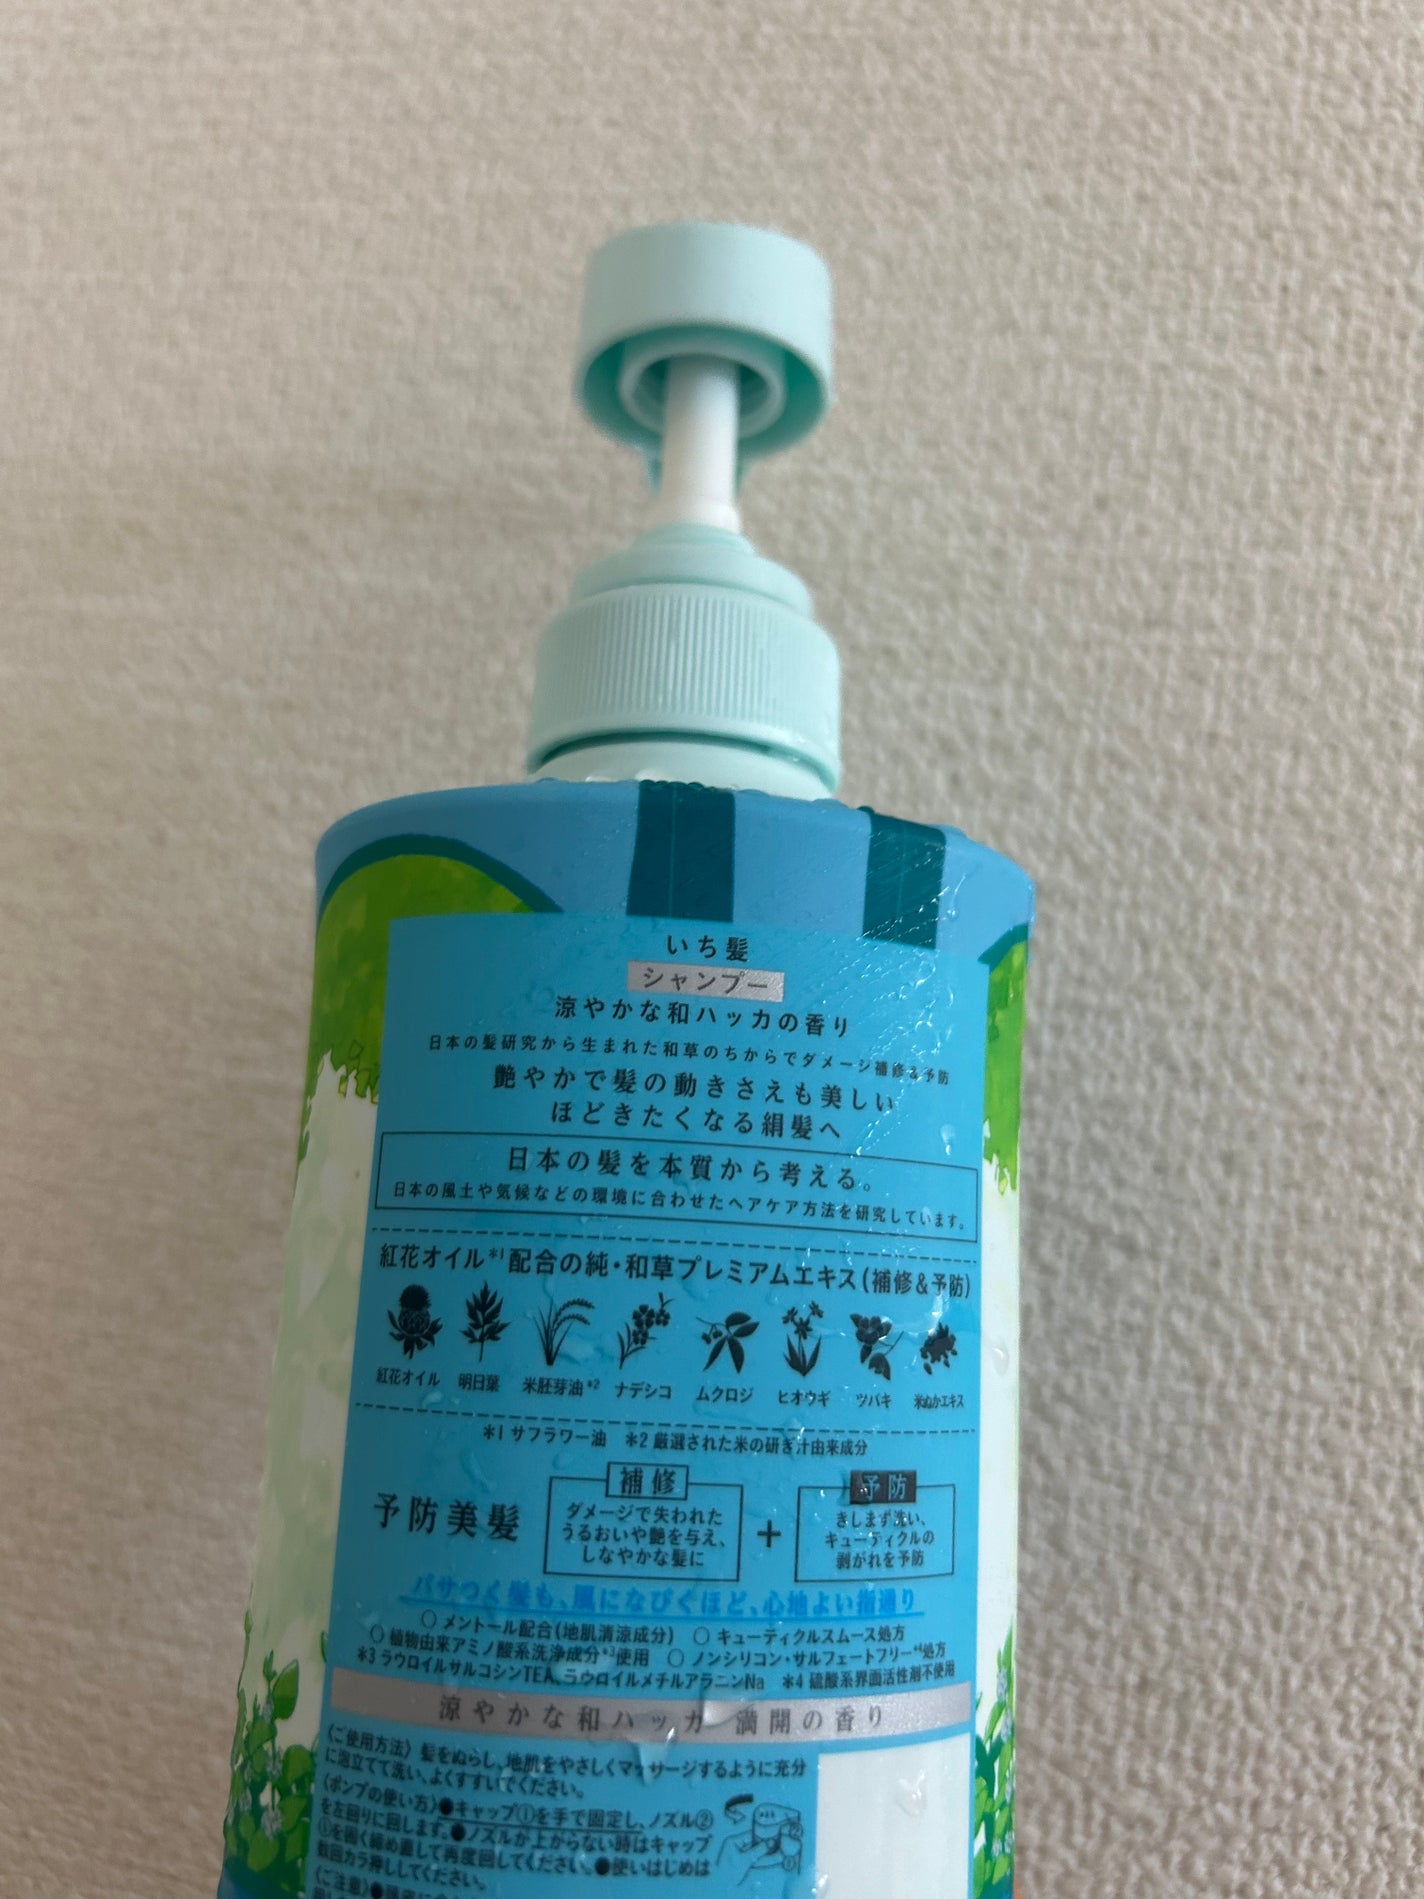 いち髪
シャンプー
涼やかな和ハッカの香り
日本の髪研究から生まれた和草のちからでダメージ補修&予防
艶やかで髪の動きさえも美しい
ほどきたくなる絹髪へ
日本の髪を本質から考える。
日本の風土や気候などの環境に合わせたヘアケア方法を研究しています。
紅花オイル*1配合の純・和草プレミアムエキス(補修&予防)
紅花オイル 明日葉 米胚芽油*2 ナデシコ ムクロジ ヒオウギ ツバキ 米ぬかエキス
*1 サフラワー油 *2 厳選された米の研ぎ汁由来成分
予防美髪
補修
ダメージで失われた
うるおいや艶を与え、
しなやかな髪に
+
予防
きしまず洗い、
キューティクルの
剥がれを予防
パサつく髪も、風になびくほど、心地よい指通り
○ メントール配合(地肌清涼成分) ○ キューティクルスムース処方
○ 植物由来アミノ酸系洗浄成分*3使用 ○ ノンシリコン・サルフェートフリー*4処方
*3 ラウロイルサルコシンTEA、ラウロイルメチルアラニンNa *4 硫酸系界面活性剤不使用
涼やかな和ハッカ 満開の香り
〈ご使用方法〉髪をぬらし、地肌をやさしくマッサージするように充分
に泡立てて洗い、よくすすいでください。
〈ポンプの使い方〉●キャップ①を手で固定し、ノズル②
を左回りに回します。●ノズルが上がらない時はキャップ
①を固く締め直して再度回してください。●使いはじめは
数回カラ押ししてください。
〈ご注意〉●